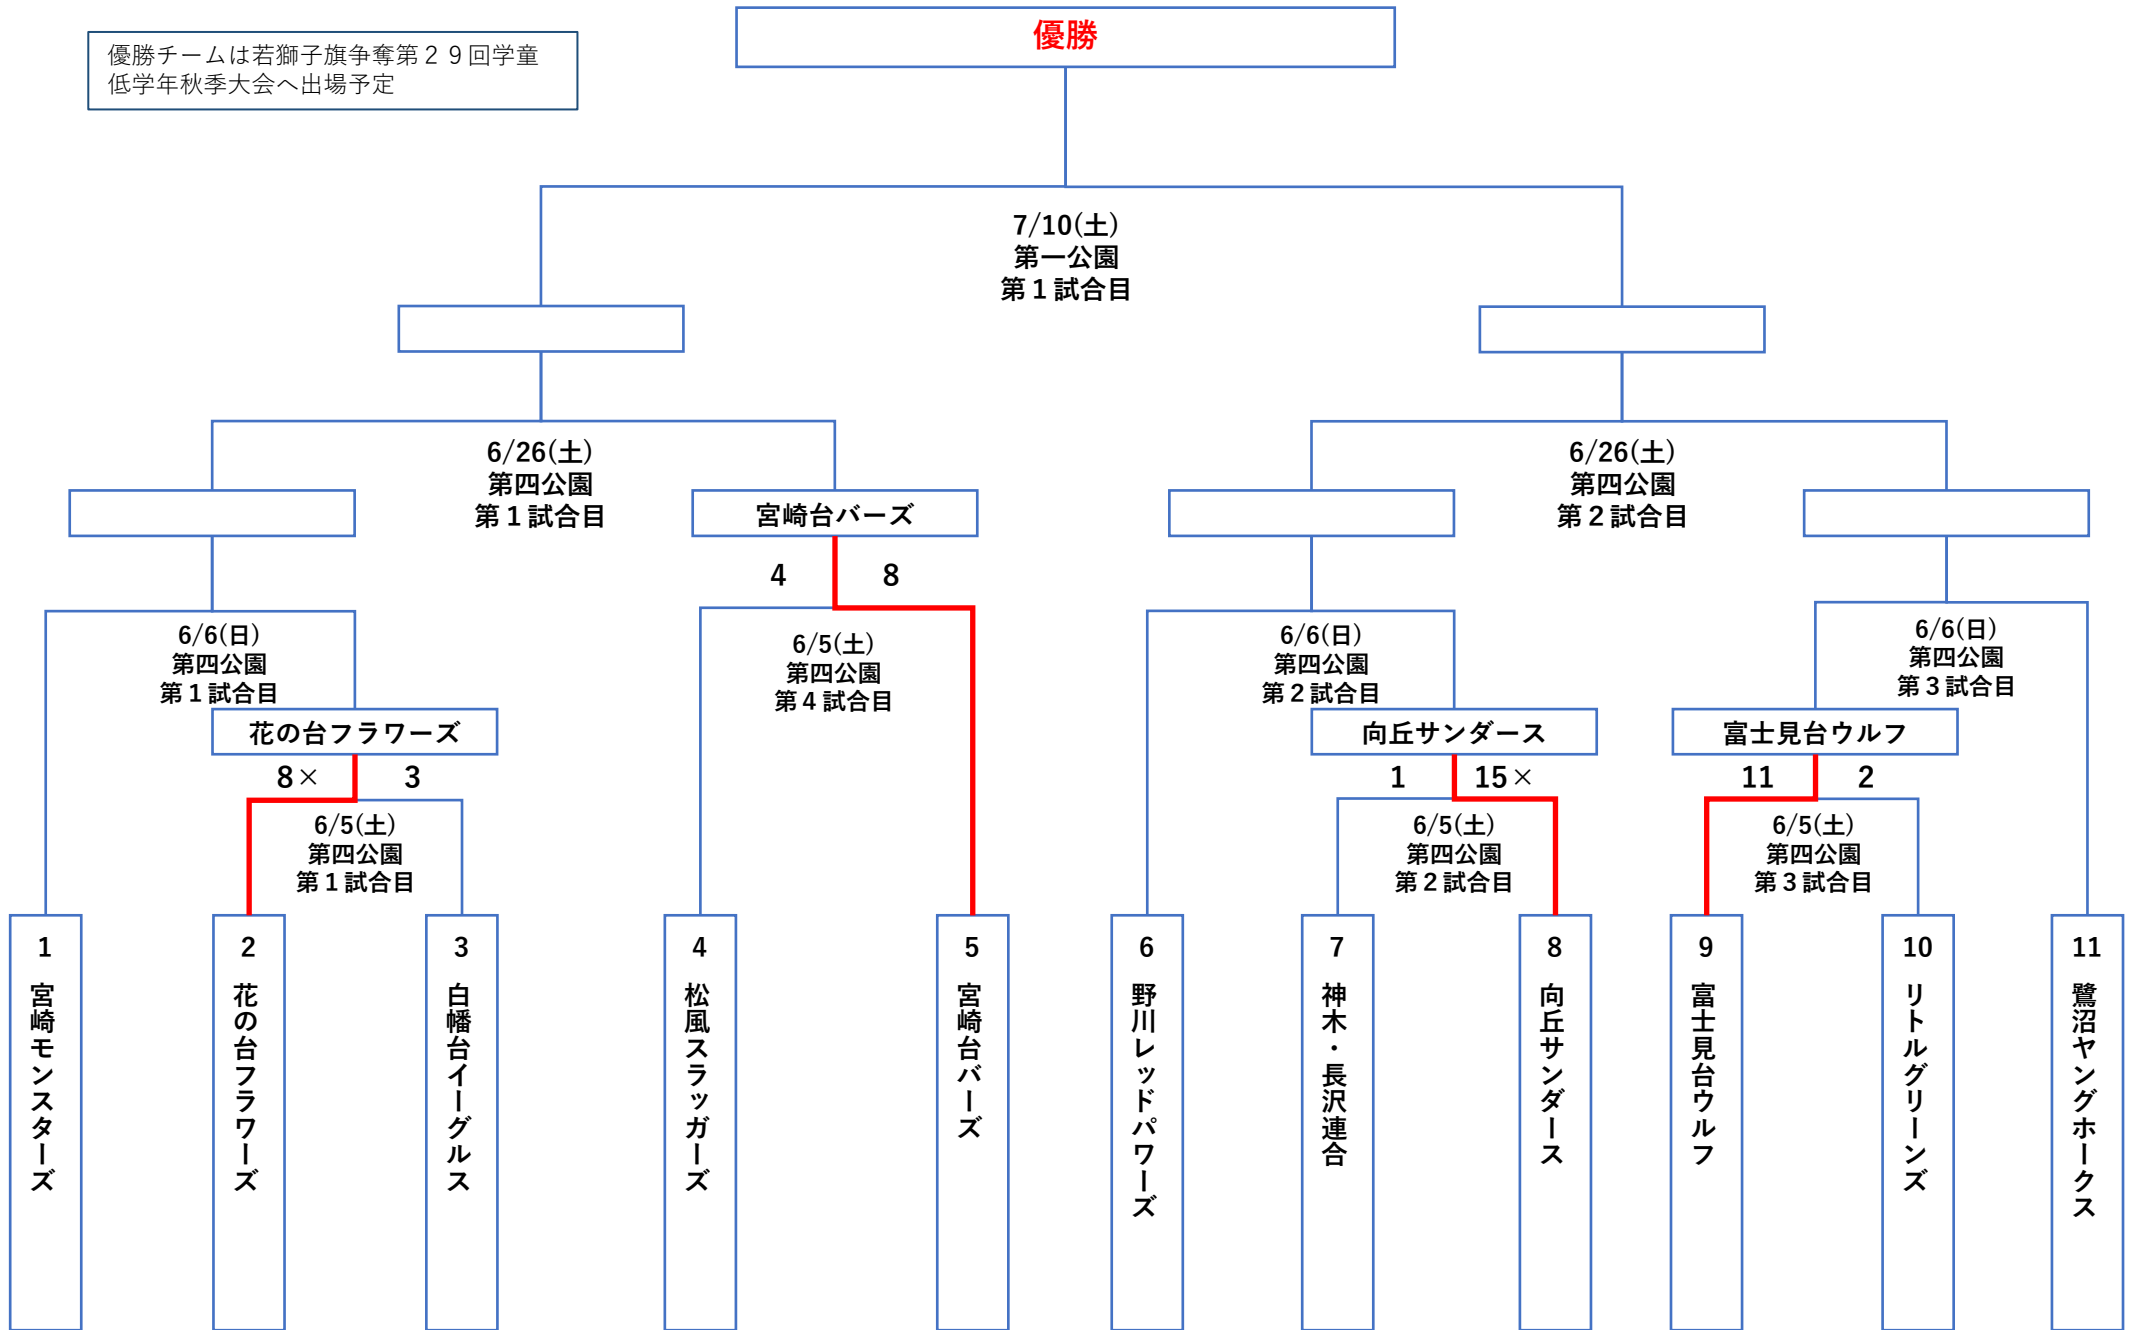 優勝
優勝チームは若獅子旗争奪第２９回学童
低学年秋季大会へ出場予定
7/10(土)
第一公園
第１試合目
6/26(土)
第四公園
第１試合目
6/26(土)
第四公園
第２試合目
宮崎台バーズ
4
8
6/6(日)
第四公園
第１試合目
6/5(土)
第四公園
第４試合目
6/6(日)
第四公園
第２試合目
6/6(日)
第四公園
第３試合目
花の台フラワーズ
向丘サンダース
富士見台ウルフ
8×
3
1
15×
11
2
6/5(土)
第四公園
第１試合目
6/5(土)
第四公園
第２試合目
6/5(土)
第四公園
第３試合目
1
宮崎モンスターズ
2
花の台フラワーズ
3
白幡台イーグルス
4
松風スラッガーズ
5
宮崎台バーズ
6
野川レッドパワーズ
7
神木・長沢連合
8
向丘サンダース
9
富士見台ウルフ
10
リトルグリーンズ
11
鷺沼ヤングホークス